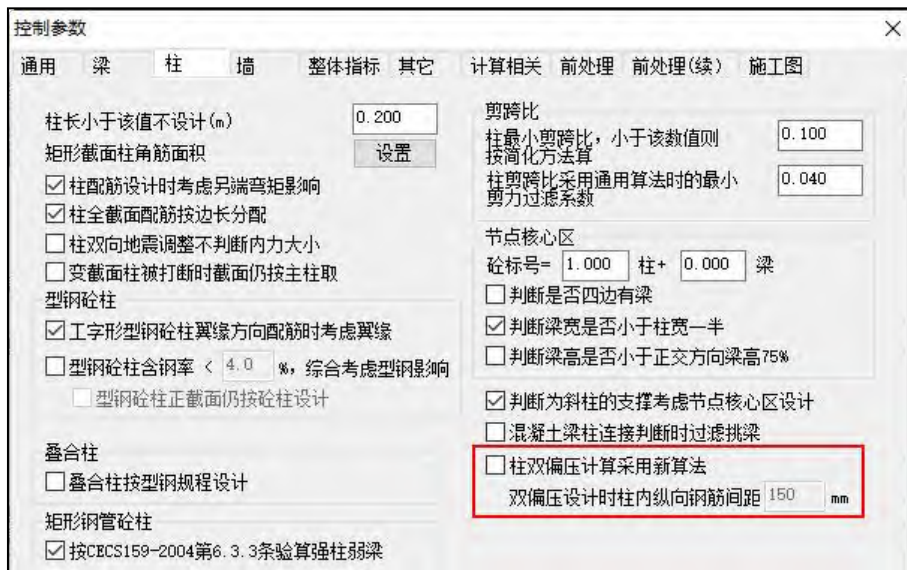 控制参数
通用 梁 柱 墙 整体指标 其它 计算相关 前处理 前处理(续) 施工图
柱长小于该值不设计(m) 0.200
矩形截面柱角筋面积 设置
柱配筋设计时考虑另端弯矩影响
柱全截面配筋按边长分配
柱双向地震调整不判断内力大小
变截面柱被打断时截面仍按主柱取
型钢砼柱
工字形型钢砼柱翼缘方向配筋时考虑翼缘
型钢砼柱含钢率 < 4.0 %, 综合考虑型钢影响
型钢砼柱正截面仍按砼柱设计
叠合柱
叠合柱按型钢规程设计
矩形钢管砼柱
按CECS159-2004第6.3.3条验算强柱弱梁
剪跨比
柱最小剪跨比，小于该数值则
按简化方法算 0.100
柱剪跨比采用通用算法时的最小
剪力过滤系数 0.040
节点核心区
砼标号= 1.000 柱+ 0.000 梁
判断是否四边有梁
判断梁宽是否小于柱宽一半
判断梁高是否小于正交方向梁高75%
判断为斜柱的支撑考虑节点核心区设计
混凝土梁柱连接判断时过滤挑梁
柱双偏压计算采用新算法
双偏压设计时柱内纵向钢筋间距 150 mm